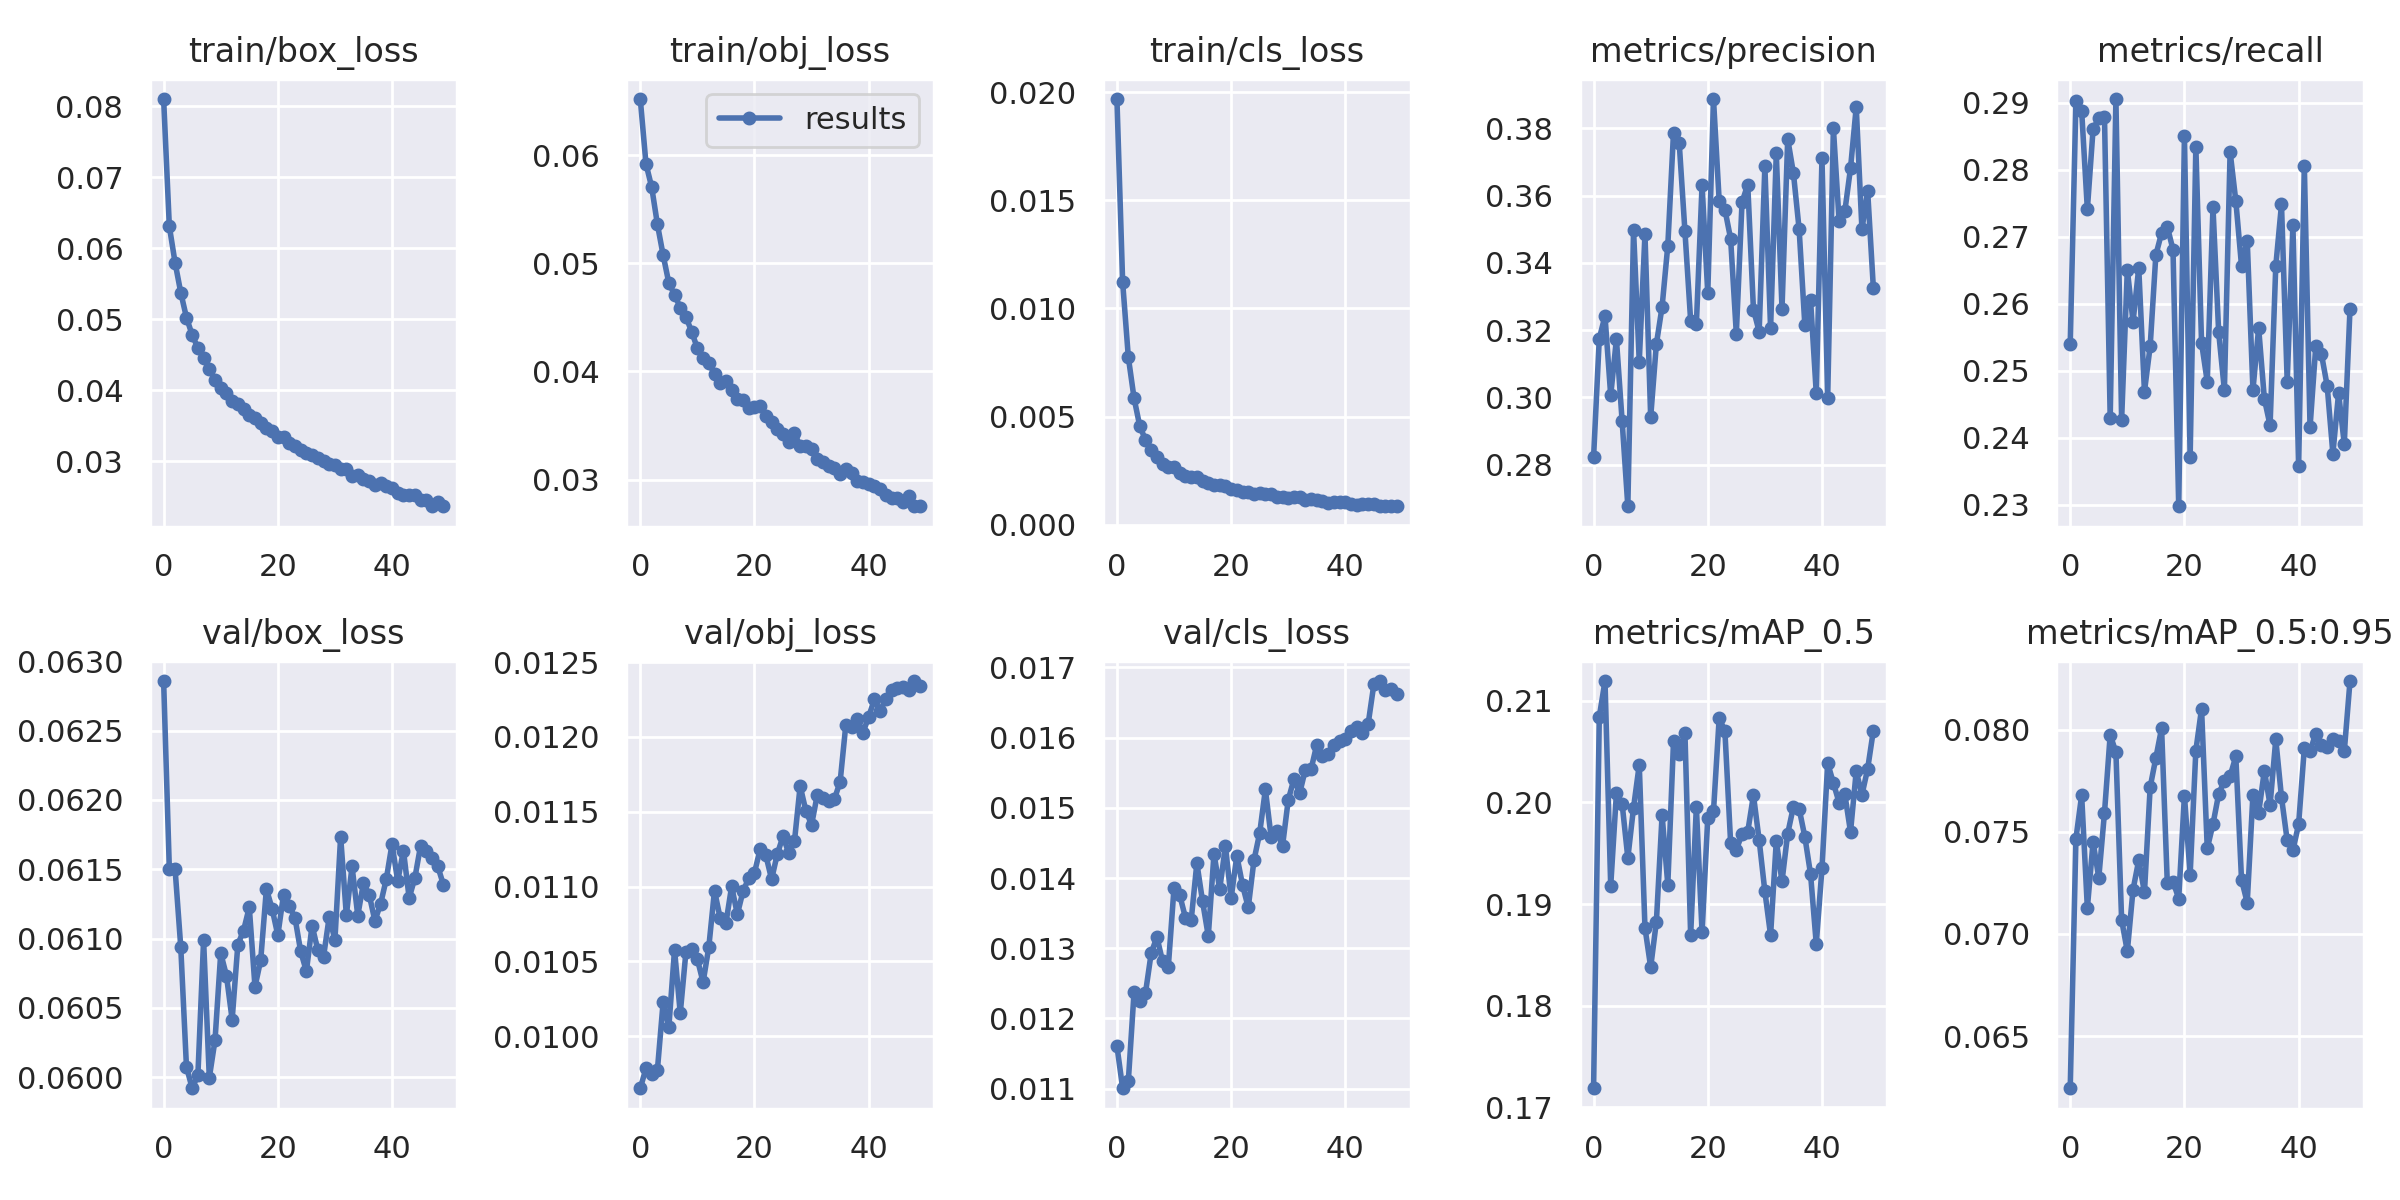 train/box_loss
0.08
0.07
0.06
0.05
0.04
0.03
0 20 40
train/obj_loss
results
0.06
0.05
0.04
0.03
0 20 40
train/cls_loss
0.020
0.015
0.010
0.005
0.000
0 20 40
metrics/precision
0.38
0.36
0.34
0.32
0.30
0.28
0 20 40
metrics/recall
0.29
0.28
0.27
0.26
0.25
0.24
0.23
0 20 40
val/box_loss
0.0630
0.0625
0.0620
0.0615
0.0610
0.0605
0.0600
0 20 40
val/obj_loss
0.0125
0.0120
0.0115
0.0110
0.0105
0.0100
0 20 40
val/cls_loss
0.017
0.016
0.015
0.014
0.013
0.012
0.011
0 20 40
metrics/mAP_0.5
0.21
0.20
0.19
0.18
0.17
0 20 40
metrics/mAP_0.5:0.95
0.080
0.075
0.070
0.065
0 20 40